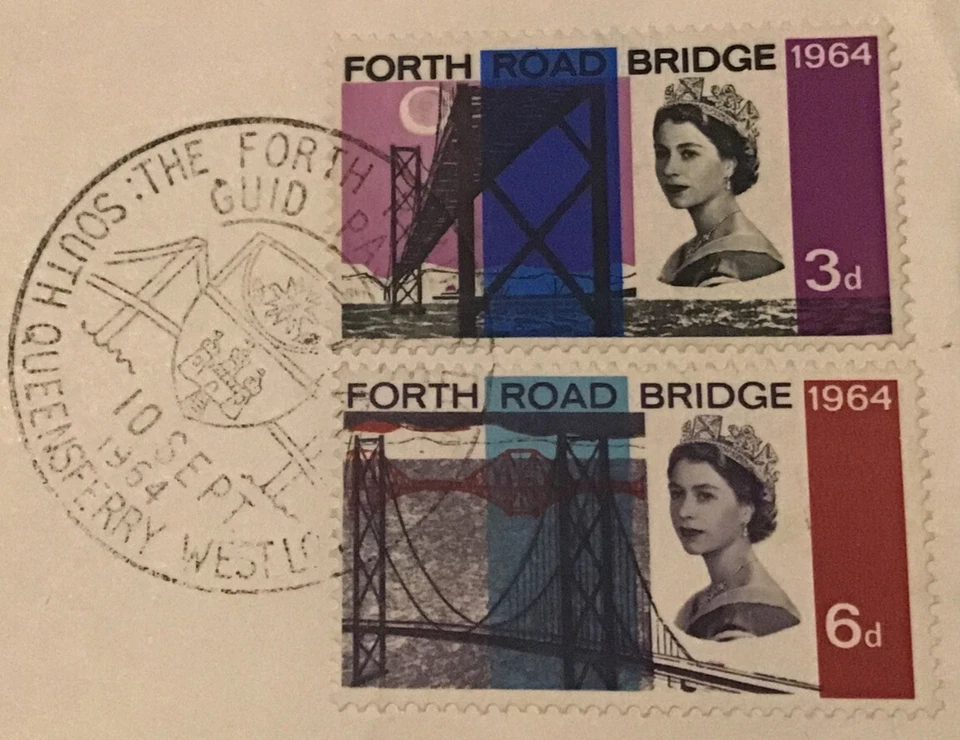 FORTH ROAD BRIDGE 1964
3d
FORTH ROAD BRIDGE 1964
6d
:THE FORTH
GUID
10 SEPT
1964
SOUTH QUEENSFERRY WEST